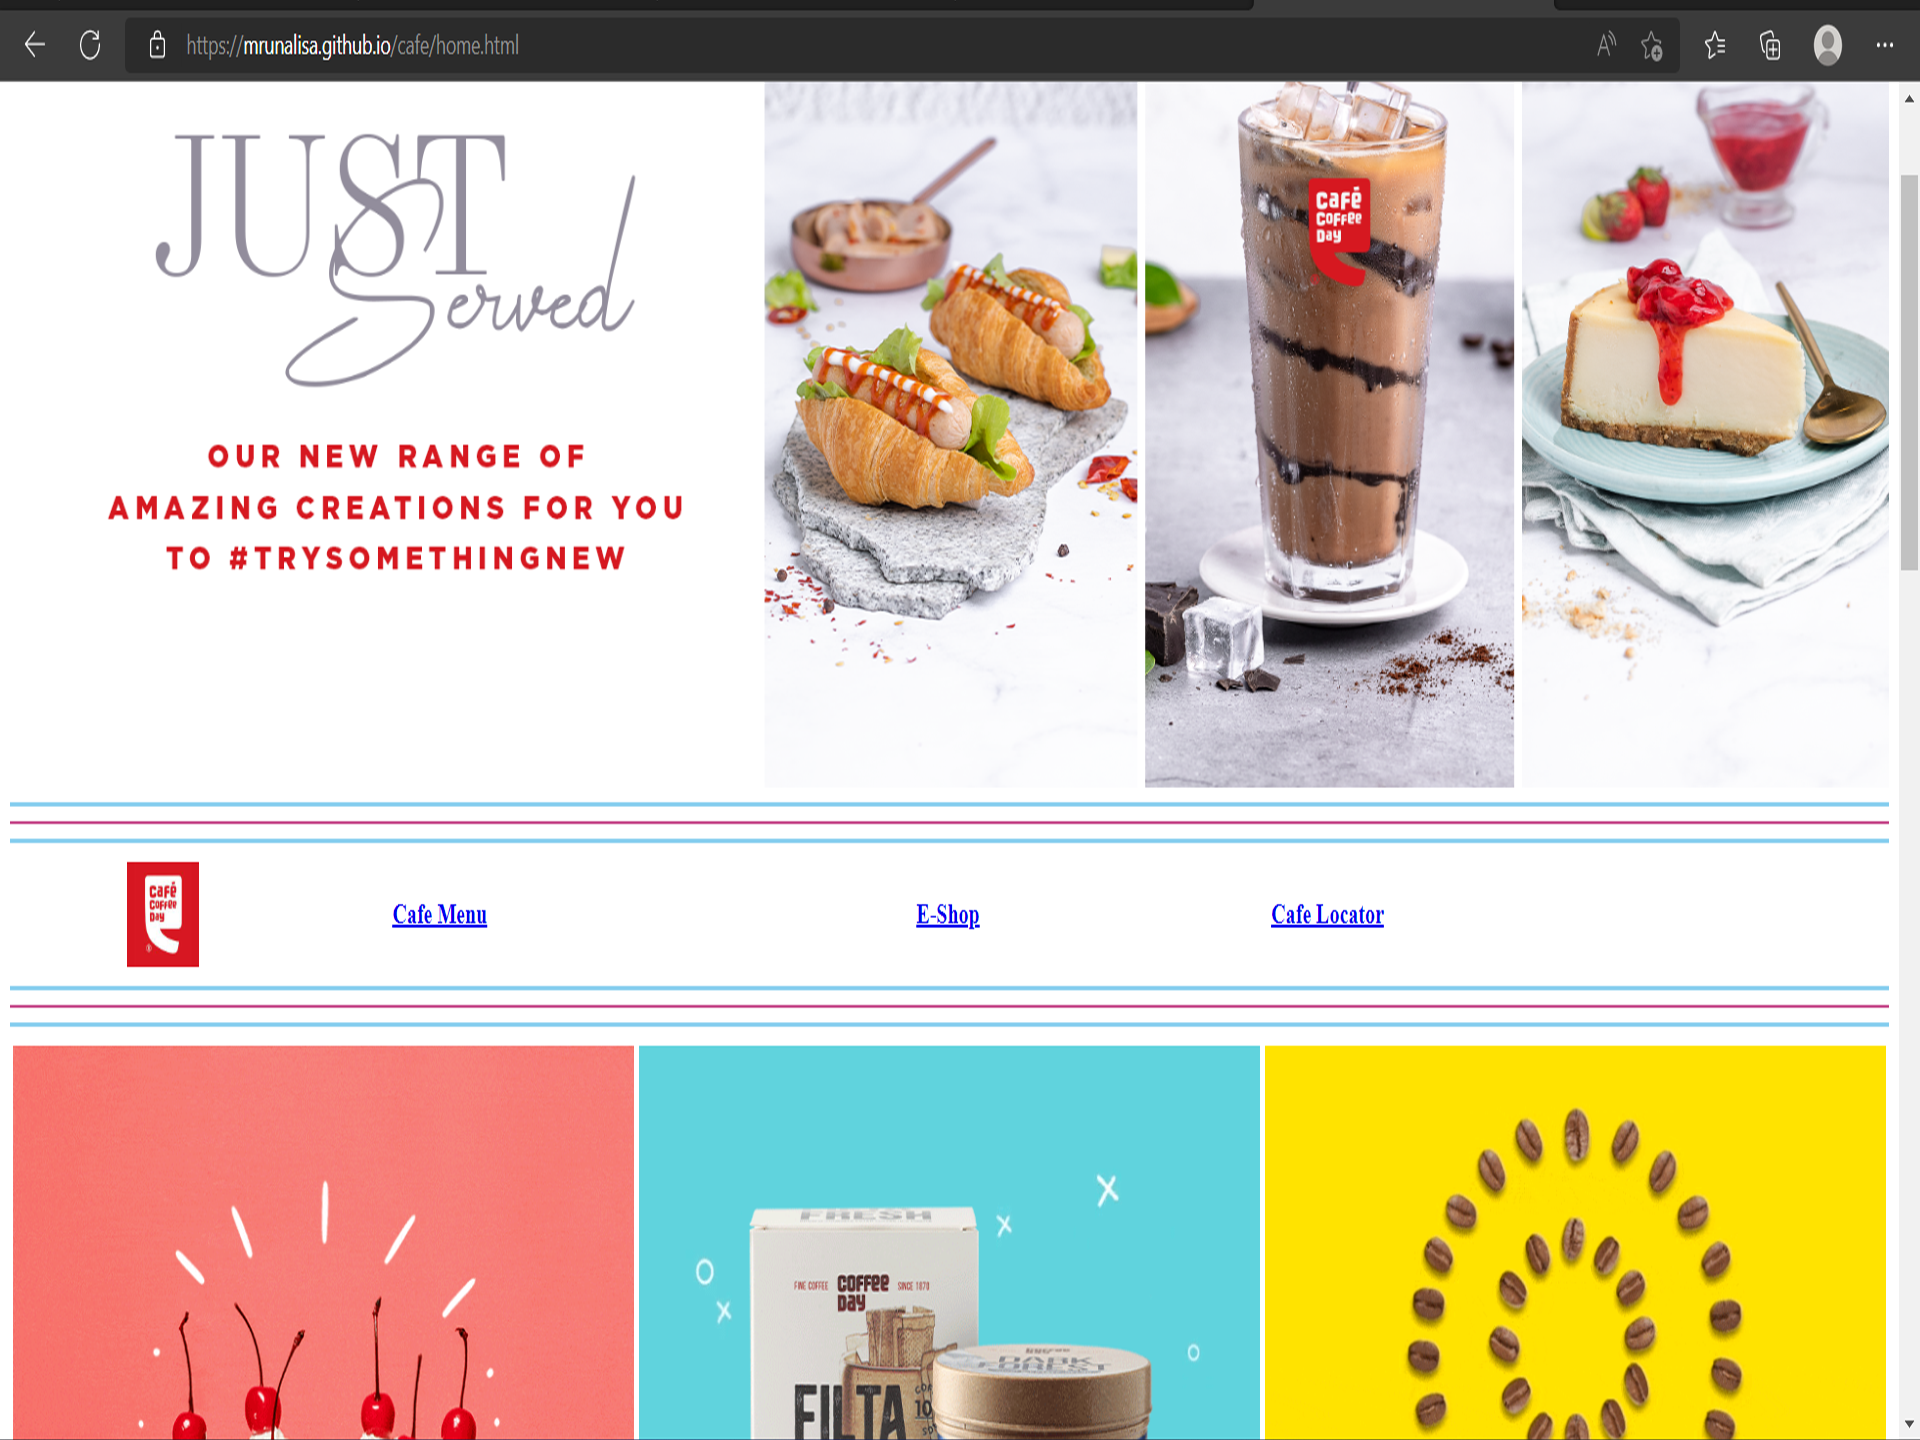 https://mrunalisa.github.io/cafe/home.html
JUST
Served
OUR NEW RANGE OF
AMAZING CREATIONS FOR YOU
TO #TRYSOMETHINGNEW
Café
Coffee
Day
Café
Coffee
Day
Cafe Menu
E-Shop
Cafe Locator
FRESH
FINE COFFEE
COFFEE
DAY
SINCE 1870
FILTA
10
DARK
FOREST